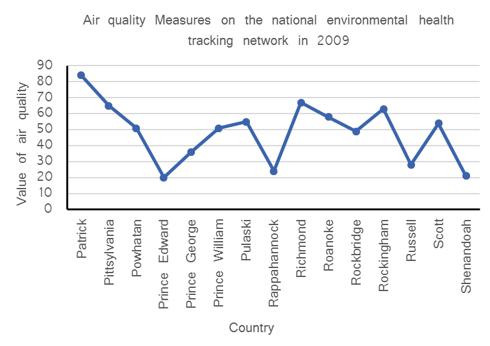 Air quality Measures on the national environmental health
tracking network in 2009
Value of air quality
90
80
70
60
50
40
30
20
10
0
Patrick
Pittsylvania
Powhatan
Prince Edward
Prince George
Prince William
Pulaski
Rappahannock
Richmond
Roanoke
Rockbridge
Rockingham
Russell
Scott
Shenandoah
Country